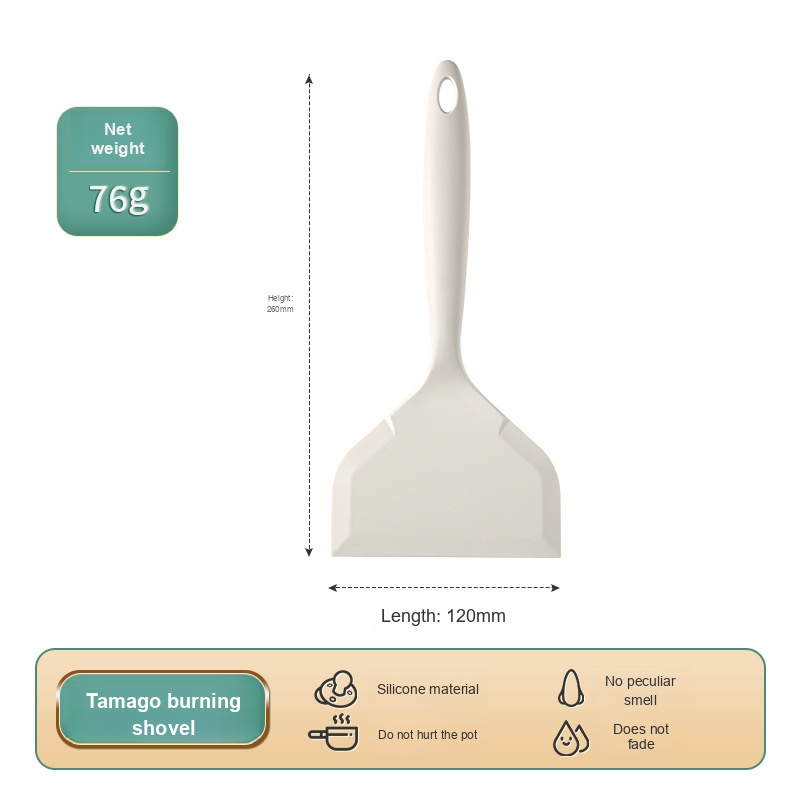 Net
weight
76g
Height:
260mm
Length: 120mm
Tamago burning
shovel
Silicone material
No peculiar
smell
Do not hurt the pot
Does not
fade